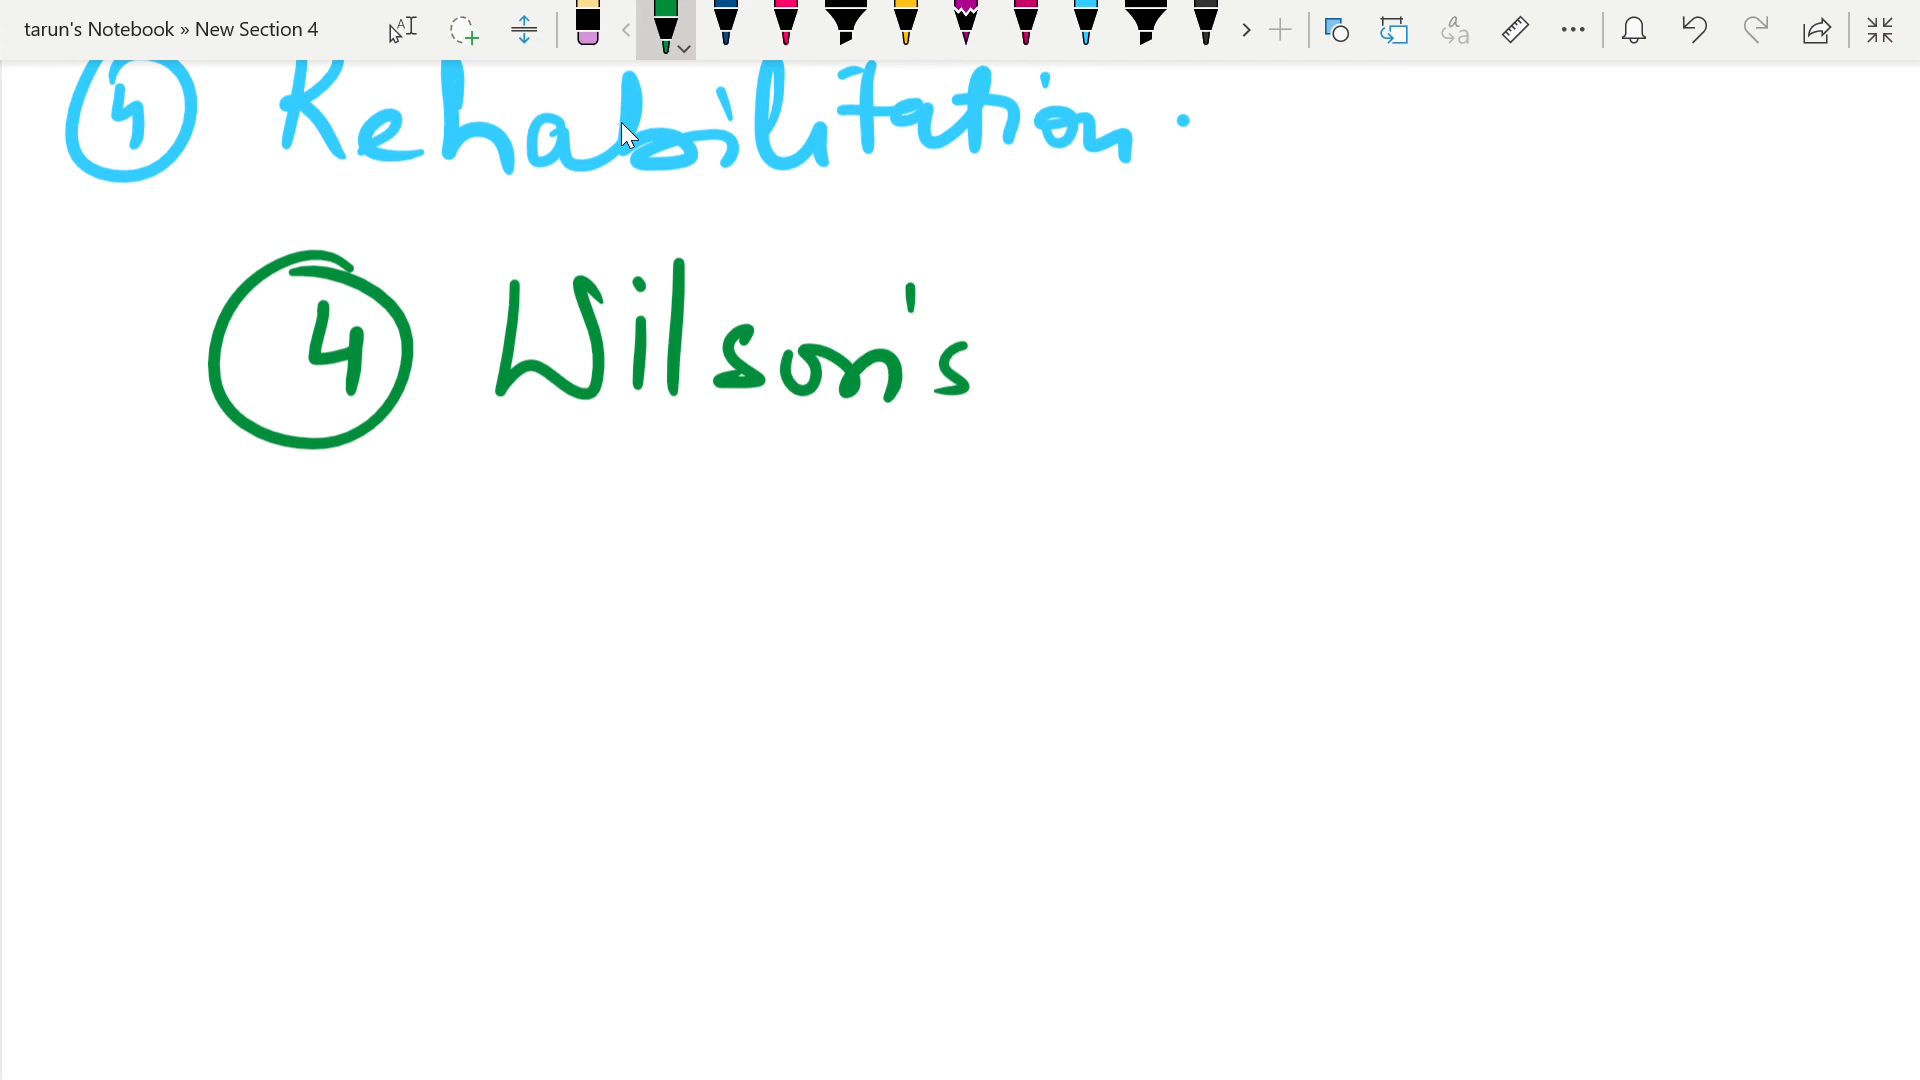 tarun's Notebook » New Section 4
④ Rehabilitation.
④ Wilson's